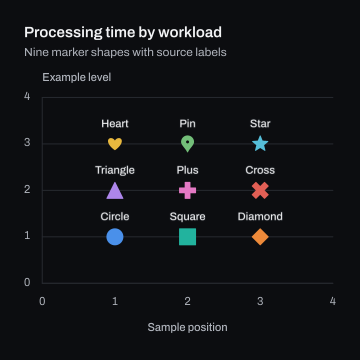 Processing time by workload
Nine marker shapes with source labels
Example level
4
Heart Pin Star
3
Triangle Plus Cross
2
Circle Square Diamond
1
0
0 1 2 3 4
Sample position